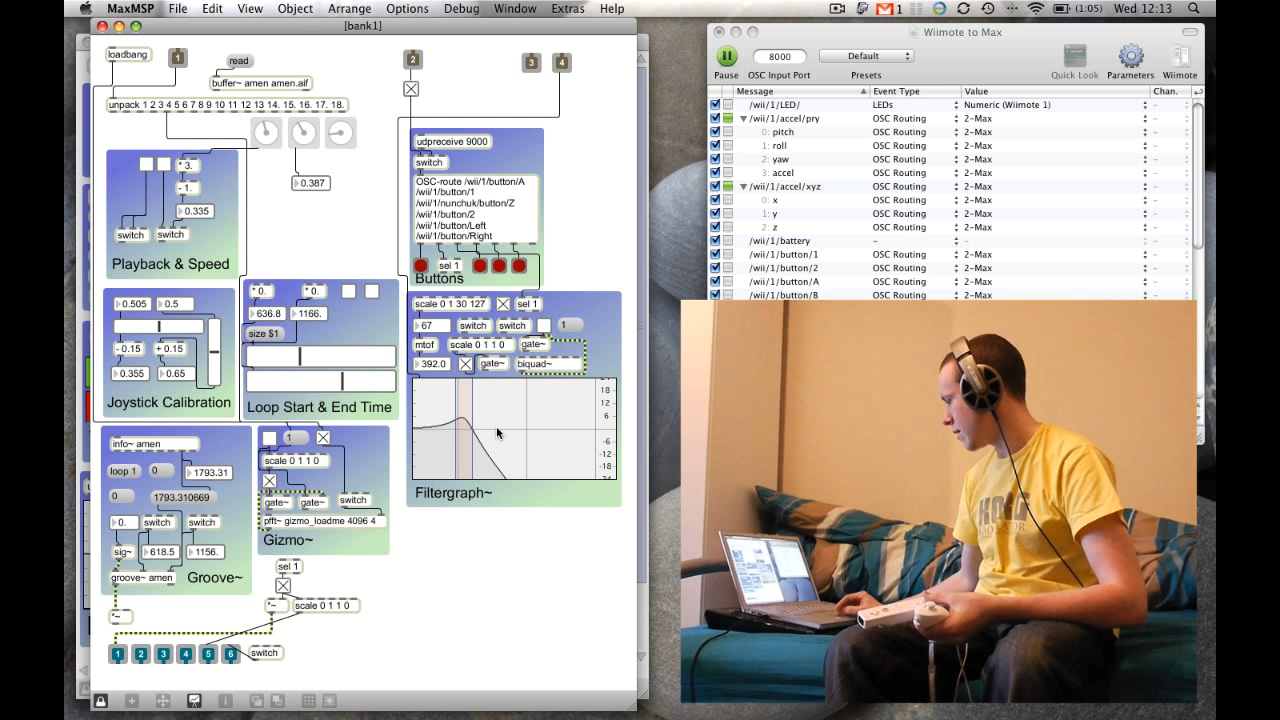 MaxMSP File Edit View Object Arrange Options Debug Window Extras Help
1 (1:05) Wed 12:13
[bank1]
loadbang
1
read
buffer~ amen amen.aif
unpack 1 2 3 4 5 6 7 8 9 10 11 12 13 14. 15. 16. 17. 18.
0.387
* 3.
- 1.
0.335
switch switch
Playback & Speed
0.505 0.5
- 0.15 + 0.15
0.355 0.65
Joystick Calibration
* 0. * 0.
636.8 1166.
size $1
Loop Start & End Time
info~ amen
loop 1 0 1793.31
0 1793.310669
0. switch switch
sig~ 618.5 1156.
groove~ amen Groove~
*~
1
scale 0 1 1 0
gate~ gate~ switch
pfft~ gizmo_loadme 4096 4
Gizmo~
sel 1
*~ scale 0 1 1 0
1 2 3 4 5 6 switch
2 3 4
udpreceive 9000
switch
OSC-route /wii/1/button/A
/wii/1/button/1
/wii/1/nunchuk/button/Z
/wii/1/button/2
/wii/1/button/Left
/wii/1/button/Right
sel 1
Buttons
scale 0 1 30 127 sel 1
67 switch switch 1
mtof scale 0 1 1 0 gate~
392.0 gate~ biquad~
18
12
6
-6
-12
-18
Filtergraph~
Wiimote to Max
8000 Default
Pause OSC Input Port Presets Quick Look Parameters Wiimote
Message Event Type Value Chan.
/wii/1/LED/ LEDs Numeric (Wiimote 1) –
/wii/1/accel/pry OSC Routing 2-Max –
0: pitch OSC Routing 2-Max –
1: roll OSC Routing 2-Max –
2: yaw OSC Routing 2-Max –
3: accel OSC Routing 2-Max –
/wii/1/accel/xyz OSC Routing 2-Max –
0: x OSC Routing 2-Max –
1: y OSC Routing 2-Max –
2: z OSC Routing 2-Max –
/wii/1/battery – – –
/wii/1/button/1 OSC Routing 2-Max –
/wii/1/button/2 OSC Routing 2-Max –
/wii/1/button/A OSC Routing 2-Max –
/wii/1/button/B OSC Routing 2-Max –
KORG